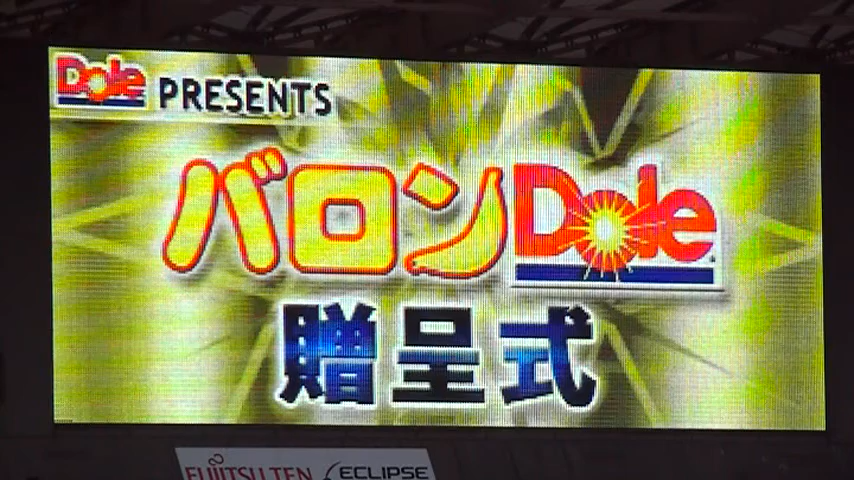 Dole PRESENTS
バロンDole
贈呈式
FUJITSU TEN ECLIPSE